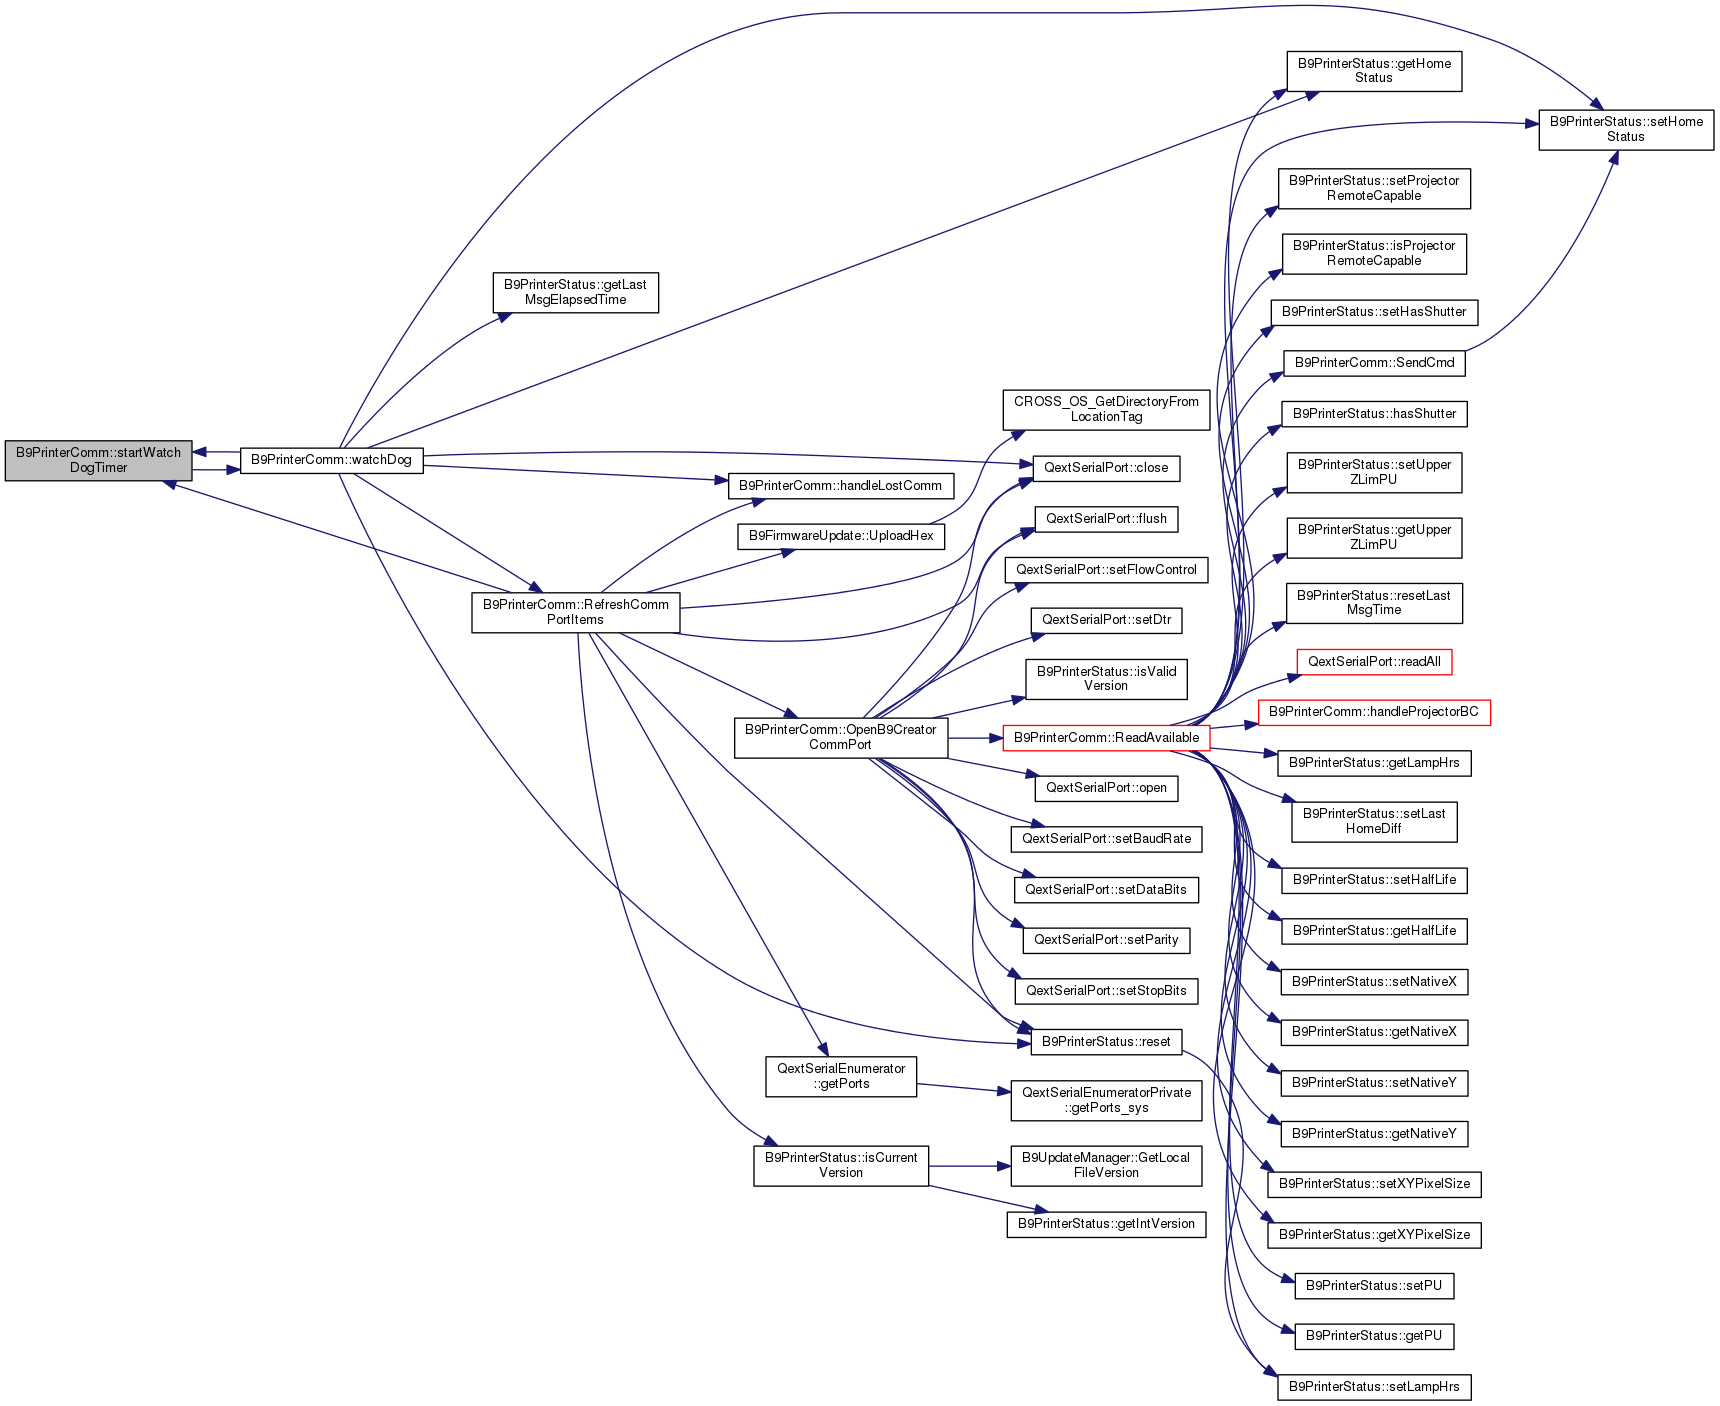 B9PrinterComm::startWatch
DogTimer
B9PrinterComm::watchDog
B9PrinterStatus::getLast
MsgElapsedTime
B9PrinterComm::RefreshComm
PortItems
B9PrinterComm::handleLostComm
B9FirmwareUpdate::UploadHex
B9PrinterComm::OpenB9Creator
CommPort
QextSerialEnumerator
::getPorts
B9PrinterStatus::isCurrent
Version
CROSS_OS_GetDirectoryFrom
LocationTag
QextSerialPort::close
QextSerialPort::flush
QextSerialPort::setFlowControl
QextSerialPort::setDtr
B9PrinterStatus::isValid
Version
B9PrinterComm::ReadAvailable
QextSerialPort::open
QextSerialPort::setBaudRate
QextSerialPort::setDataBits
QextSerialPort::setParity
QextSerialPort::setStopBits
B9PrinterStatus::reset
QextSerialEnumeratorPrivate
::getPorts_sys
B9UpdateManager::GetLocal
FileVersion
B9PrinterStatus::getIntVersion
B9PrinterStatus::getHome
Status
B9PrinterStatus::setProjector
RemoteCapable
B9PrinterStatus::isProjector
RemoteCapable
B9PrinterStatus::setHasShutter
B9PrinterComm::SendCmd
B9PrinterStatus::hasShutter
B9PrinterStatus::setUpper
ZLimPU
B9PrinterStatus::getUpper
ZLimPU
B9PrinterStatus::resetLast
MsgTime
QextSerialPort::readAll
B9PrinterComm::handleProjectorBC
B9PrinterStatus::getLampHrs
B9PrinterStatus::setLast
HomeDiff
B9PrinterStatus::setHalfLife
B9PrinterStatus::getHalfLife
B9PrinterStatus::setNativeX
B9PrinterStatus::getNativeX
B9PrinterStatus::setNativeY
B9PrinterStatus::getNativeY
B9PrinterStatus::setXYPixelSize
B9PrinterStatus::getXYPixelSize
B9PrinterStatus::setPU
B9PrinterStatus::getPU
B9PrinterStatus::setLampHrs
B9PrinterStatus::setHome
Status